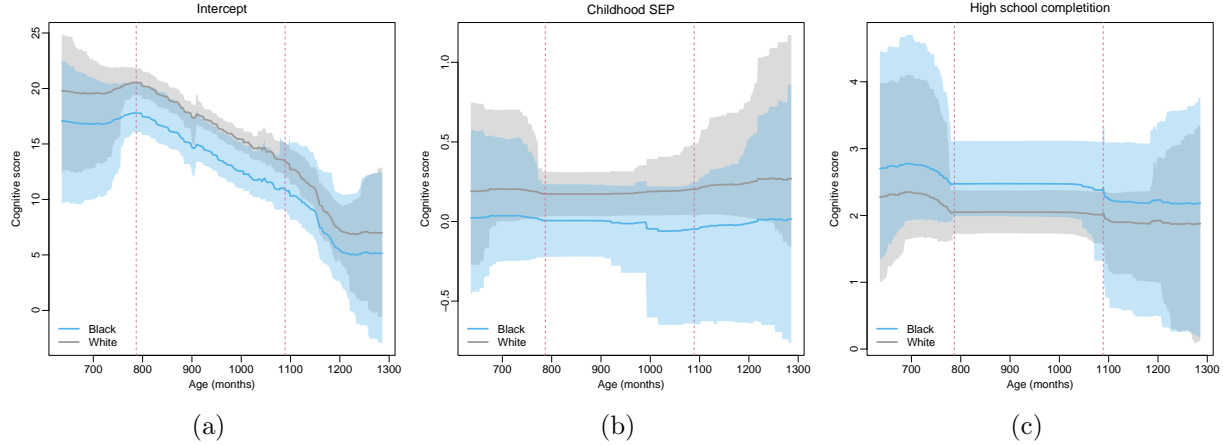 Intercept
Cognitive score
25
20
15
10
5
0
Black
White
700 800 900 1000 1100 1200 1300
Age (months)
(a)
Childhood SEP
Cognitive score
1.0
0.5
0.0
−0.5
Black
White
700 800 900 1000 1100 1200 1300
Age (months)
(b)
High school completition
Cognitive score
4
3
2
1
0
Black
White
700 800 900 1000 1100 1200 1300
Age (months)
(c)